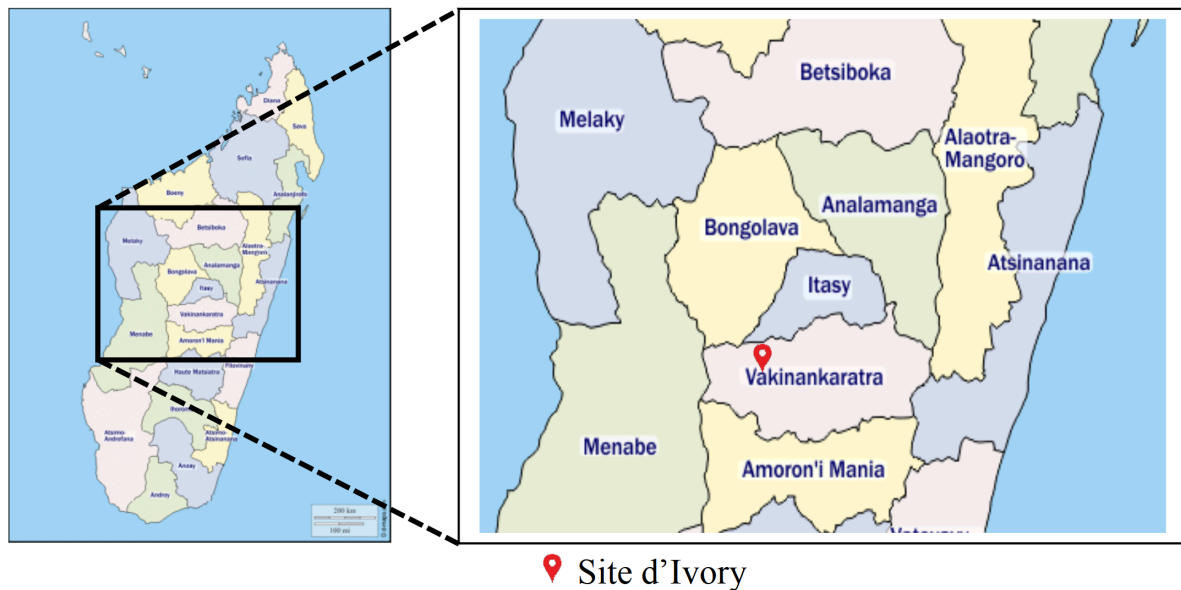 Diana
Sava
Sofia
Boeny
Analanjirofo
Betsiboka
Melaky
Alaotra-
Mangoro
Analamanga
Bongolava
Atsinanana
Itasy
Vakinankaratra
Menabe
Amoron'i Mania
Haute Matsiatra
Fitovinany
Ihorombe
Atsimo-
Andrefana
Atsimo-
Atsinanana
Anosy
Androy
200 km
100 mi
Betsiboka
Melaky
Alaotra-
Mangoro
Analamanga
Bongolava
Atsinanana
Itasy
Vakinankaratra
Menabe
Amoron'i Mania
Site d’Ivory